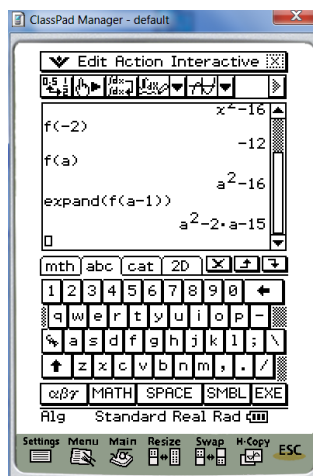 ClassPad Manager - default
Edit Action Interactive
x²-16
f(-2)
-12
f(a)
a²-16
expand(f(a-1))
a²-2·a-15
mth abc cat 2D
1 2 3 4 5 6 7 8 9 0
q w e r t y u i o p -
a s d f g h j k l ; \
z x c v b n m , . /
αβγ MATH SPACE SMBL EXE
Alg Standard Real Rad
Settings Menu Main Resize Swap H-Copy ESC